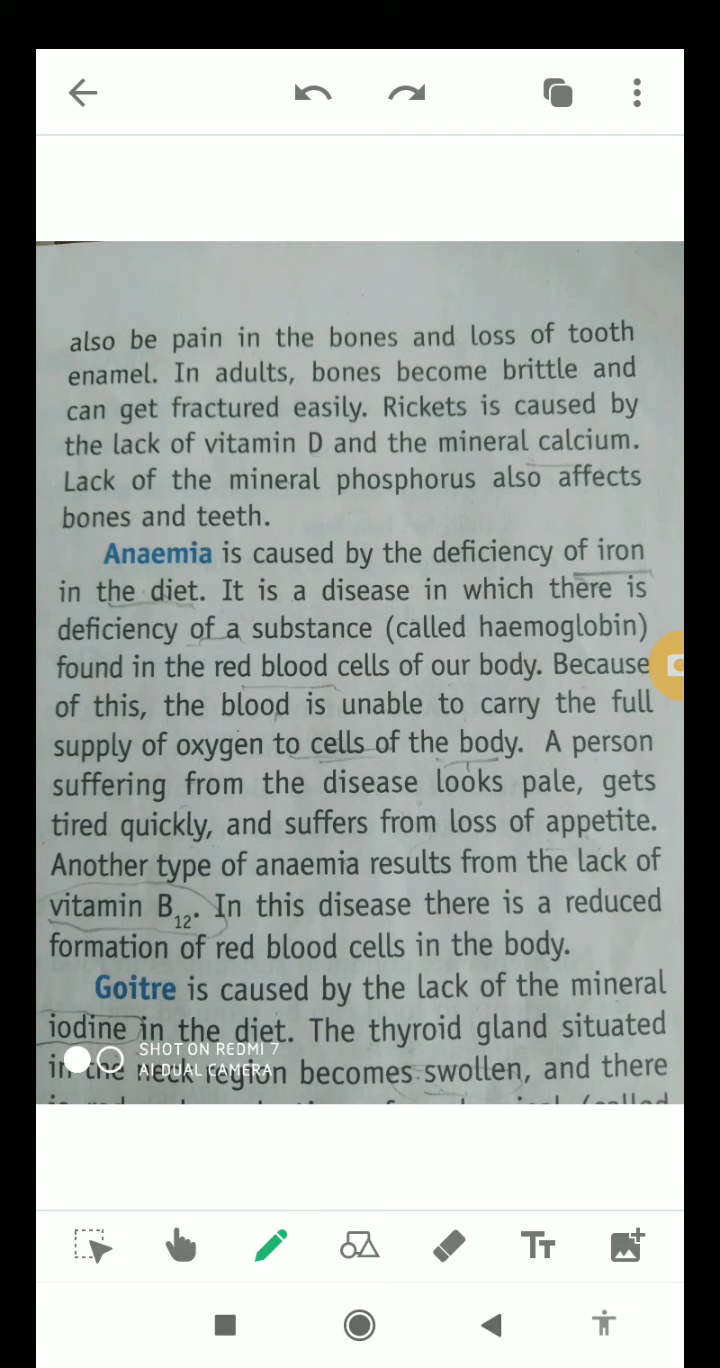 also be pain in the bones and loss of tooth
enamel. In adults, bones become brittle and
can get fractured easily. Rickets is caused by
the lack of vitamin D and the mineral calcium.
Lack of the mineral phosphorus also affects
bones and teeth.
Anaemia is caused by the deficiency of iron
in the diet. It is a disease in which there is
deficiency of a substance (called haemoglobin)
found in the red blood cells of our body. Because
of this, the blood is unable to carry the full
supply of oxygen to cells of the body. A person
suffering from the disease looks pale, gets
tired quickly, and suffers from loss of appetite.
Another type of anaemia results from the lack of
vitamin B12. In this disease there is a reduced
formation of red blood cells in the body.
Goitre is caused by the lack of the mineral
iodine in the diet. The thyroid gland situated
in the neck region becomes swollen, and there
SHOT ON REDMI 7
AI DUAL CAMERA
(called
Tт